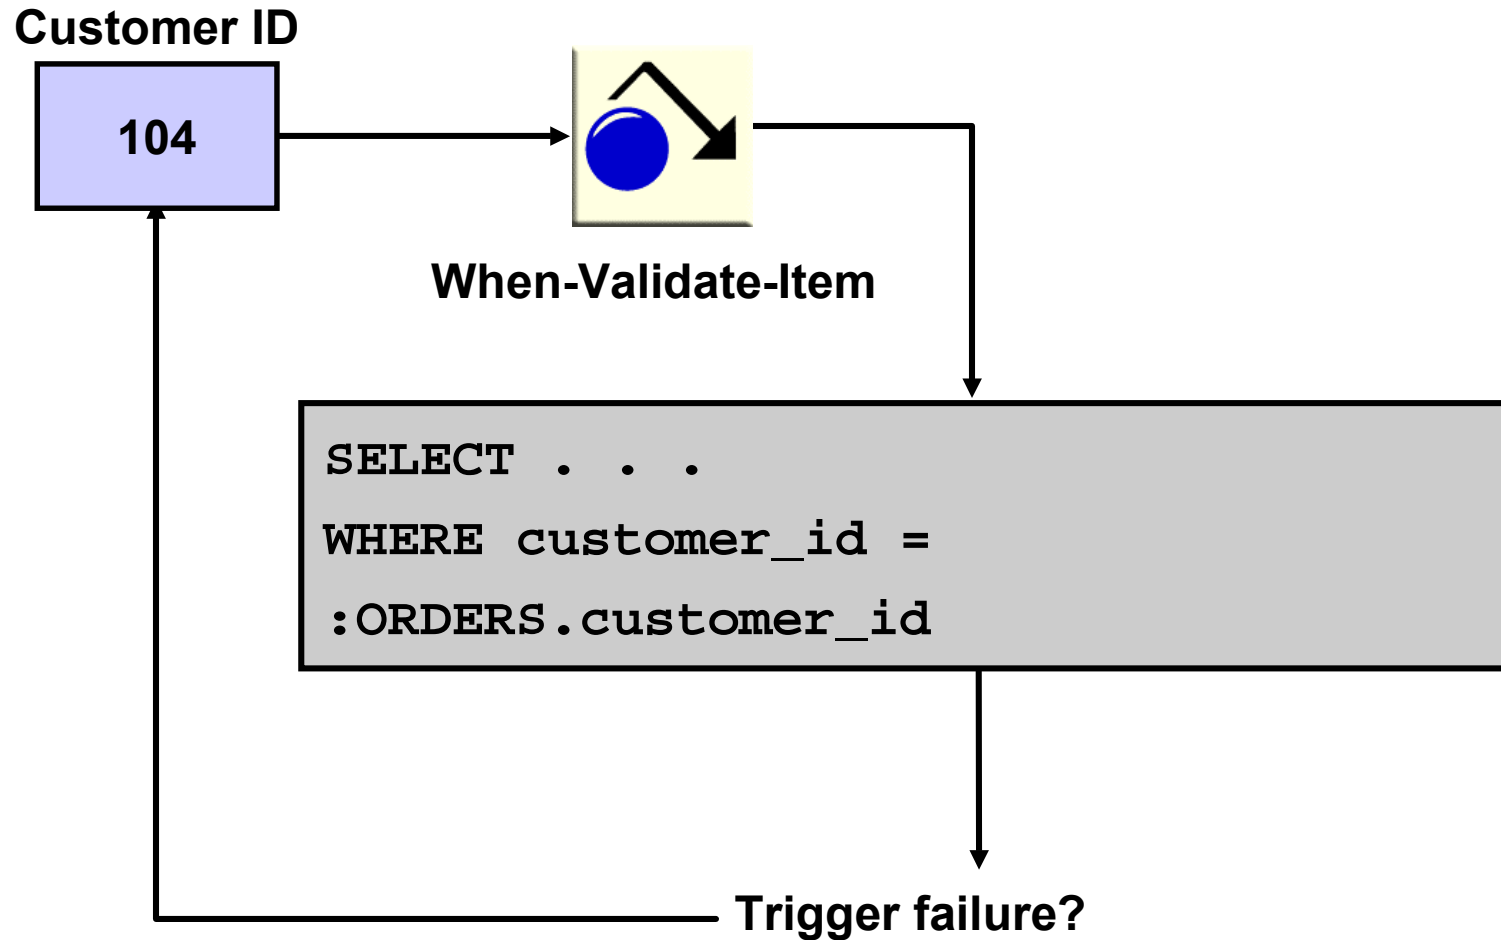 Customer ID
104
When-Validate-Item
SELECT . . .
WHERE customer_id =
:ORDERS.customer_id
Trigger failure?